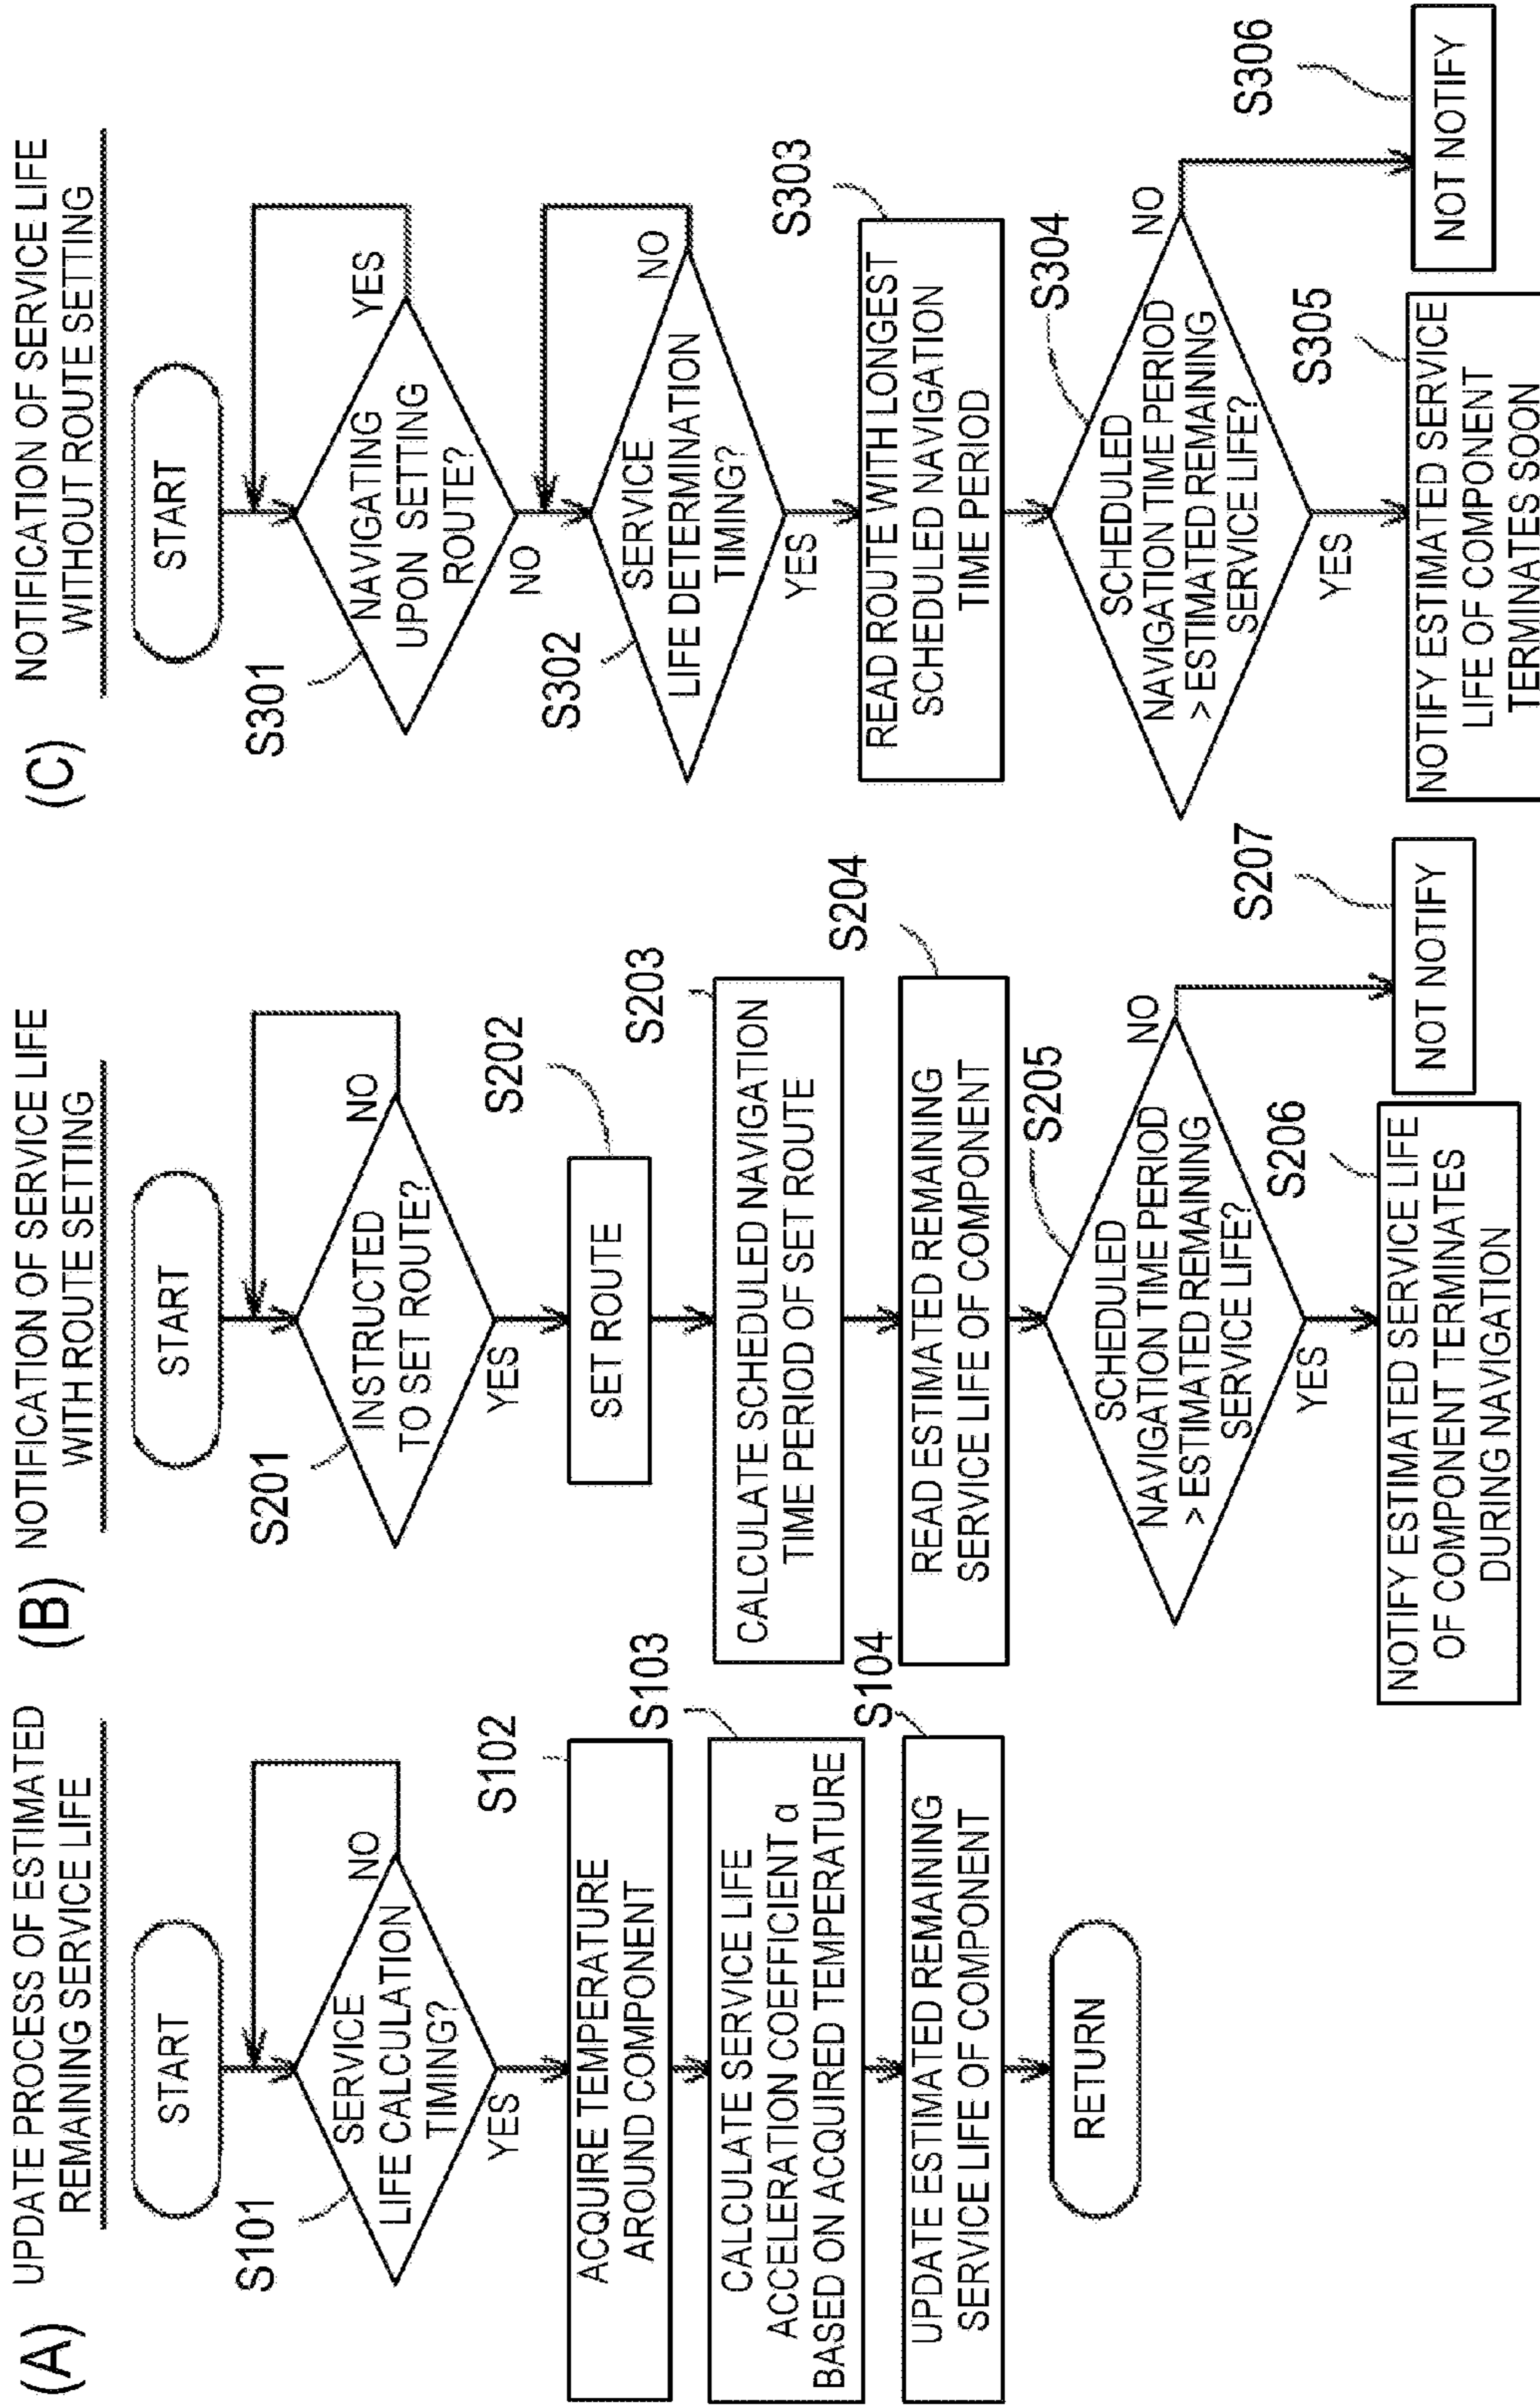 (A)
UPDATE PROCESS OF ESTIMATED
REMAINING SERVICE LIFE
START
S101
SERVICE
LIFE CALCULATION
TIMING?
NO
YES
S102
ACQUIRE TEMPERATURE
AROUND COMPONENT
S103
CALCULATE SERVICE LIFE
ACCELERATION COEFFICIENT α
BASED ON ACQUIRED TEMPERATURE
S104
UPDATE ESTIMATED REMAINING
SERVICE LIFE OF COMPONENT
RETURN
(B)
NOTIFICATION OF SERVICE LIFE
WITH ROUTE SETTING
START
S201
INSTRUCTED
TO SET ROUTE?
NO
YES
S202
SET ROUTE
S203
CALCULATE SCHEDULED NAVIGATION
TIME PERIOD OF SET ROUTE
S204
READ ESTIMATED REMAINING
SERVICE LIFE OF COMPONENT
S205
SCHEDULED
NAVIGATION TIME PERIOD
> ESTIMATED REMAINING
SERVICE LIFE?
NO
YES
S206
NOTIFY ESTIMATED SERVICE LIFE
OF COMPONENT TERMINATES
DURING NAVIGATION
S207
NOT NOTIFY
(C)
NOTIFICATION OF SERVICE LIFE
WITHOUT ROUTE SETTING
START
S301
NAVIGATING
UPON SETTING
ROUTE?
YES
NO
S302
SERVICE
LIFE DETERMINATION
TIMING?
NO
YES
S303
READ ROUTE WITH LONGEST
SCHEDULED NAVIGATION
TIME PERIOD
S304
SCHEDULED
NAVIGATION TIME PERIOD
> ESTIMATED REMAINING
SERVICE LIFE?
NO
YES
S305
NOTIFY ESTIMATED SERVICE
LIFE OF COMPONENT
TERMINATES SOON
S306
NOT NOTIFY